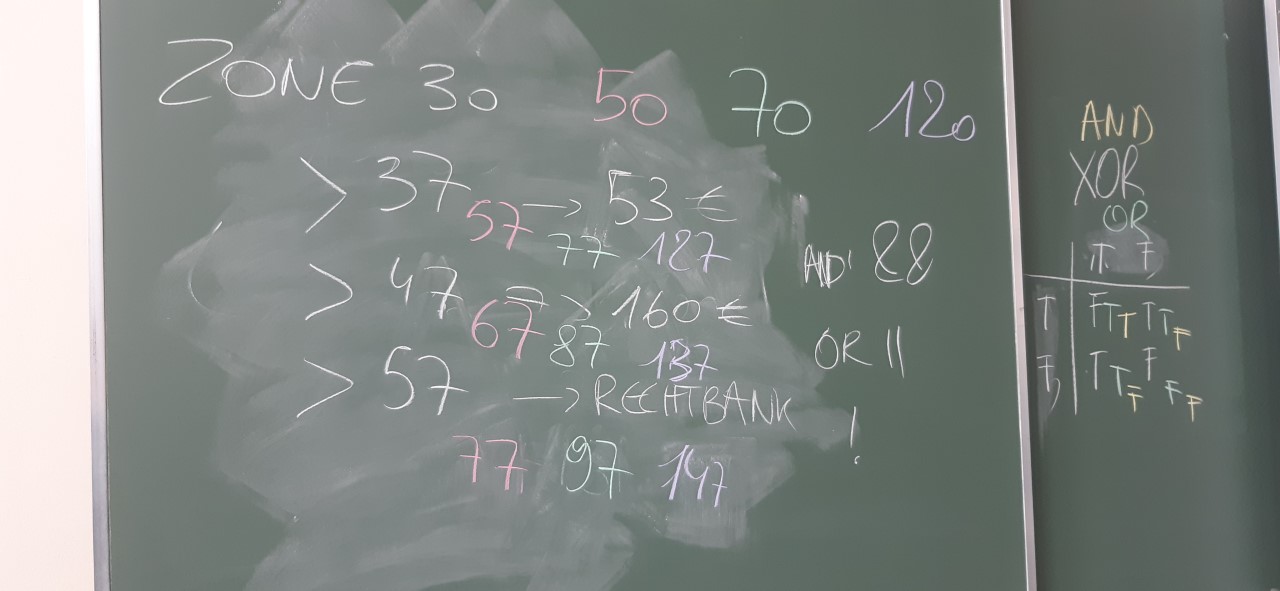 ZONE 30 50 70 120
> 37 → 53 €
57 77 127
> 47 => 160 €
67 87 137
> 57 → RECHTBANK
77 97 147
AND &&
OR ||
!
AND
XOR
OR
T F
T F T T T T F
F T T F F F F